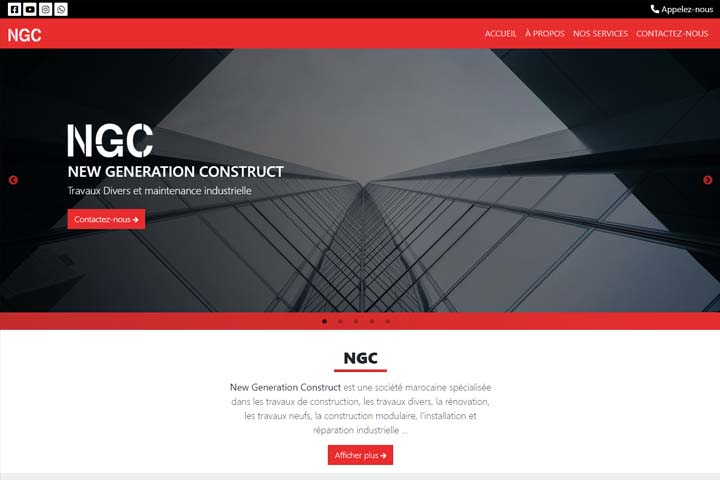 Appelez-nous
NGC
ACCUEIL À PROPOS NOS SERVICES CONTACTEZ-NOUS
NGC
NEW GENERATION CONSTRUCT
Travaux Divers et maintenance industrielle
Contactez-nous
NGC
New Generation Construct est une société marocaine spécialisée
dans les travaux de construction, les travaux divers, la rénovation,
les travaux neufs, la construction modulaire, l'installation et
réparation industrielle ...
Afficher plus